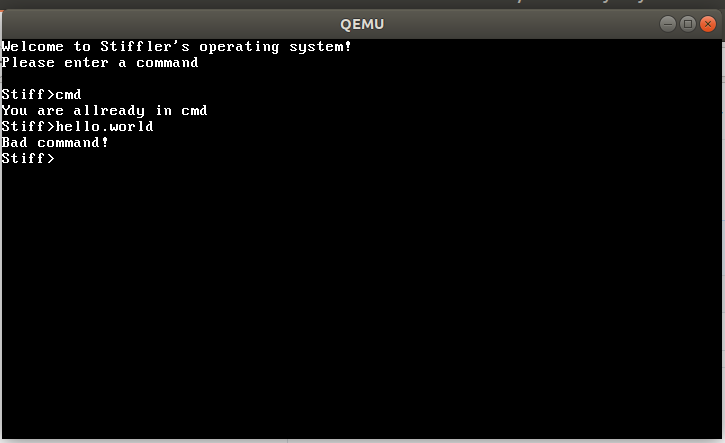 QEMU
Welcome to Stiffler's operating system!
Please enter a command
Stiff>cmd
You are allready in cmd
Stiff>hello.world
Bad command!
Stiff>